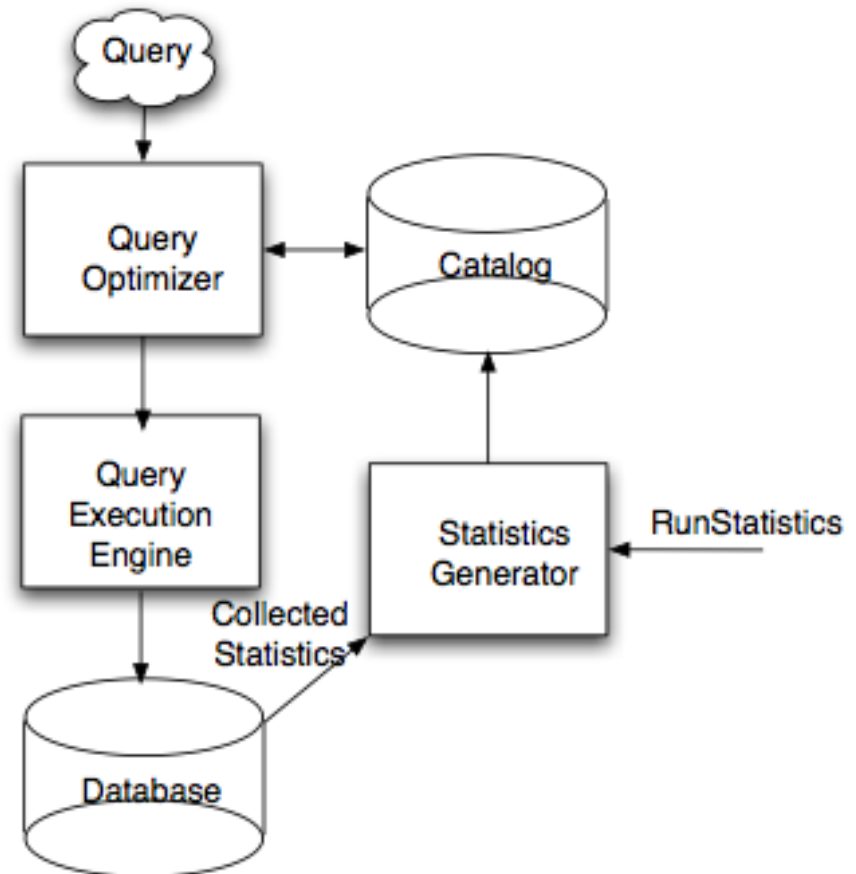 Query
Query
Optimizer
Catalog
Query
Execution
Engine
Statistics
Generator
RunStatistics
Collected
Statistics
Database